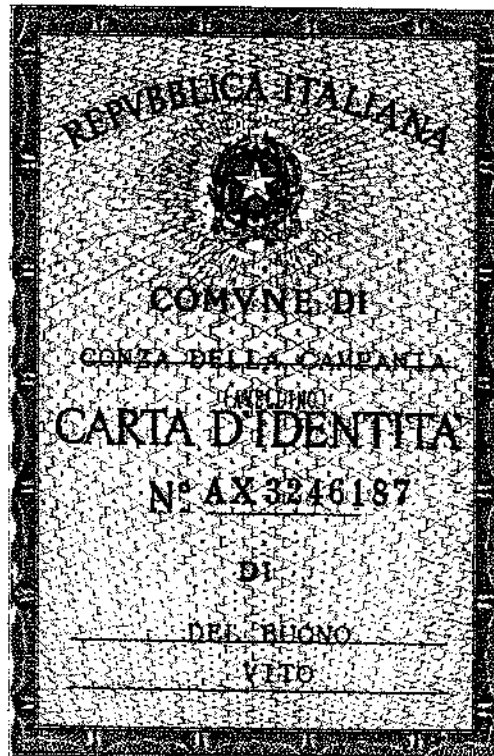 REPVBBLICA ITALIANA
COMVNE DI
CONZA DELLA CAMPANIA
(AVELLINO)
CARTA D'IDENTITA'
Nº AX 3246187
DI
DEL BUONO
VITO